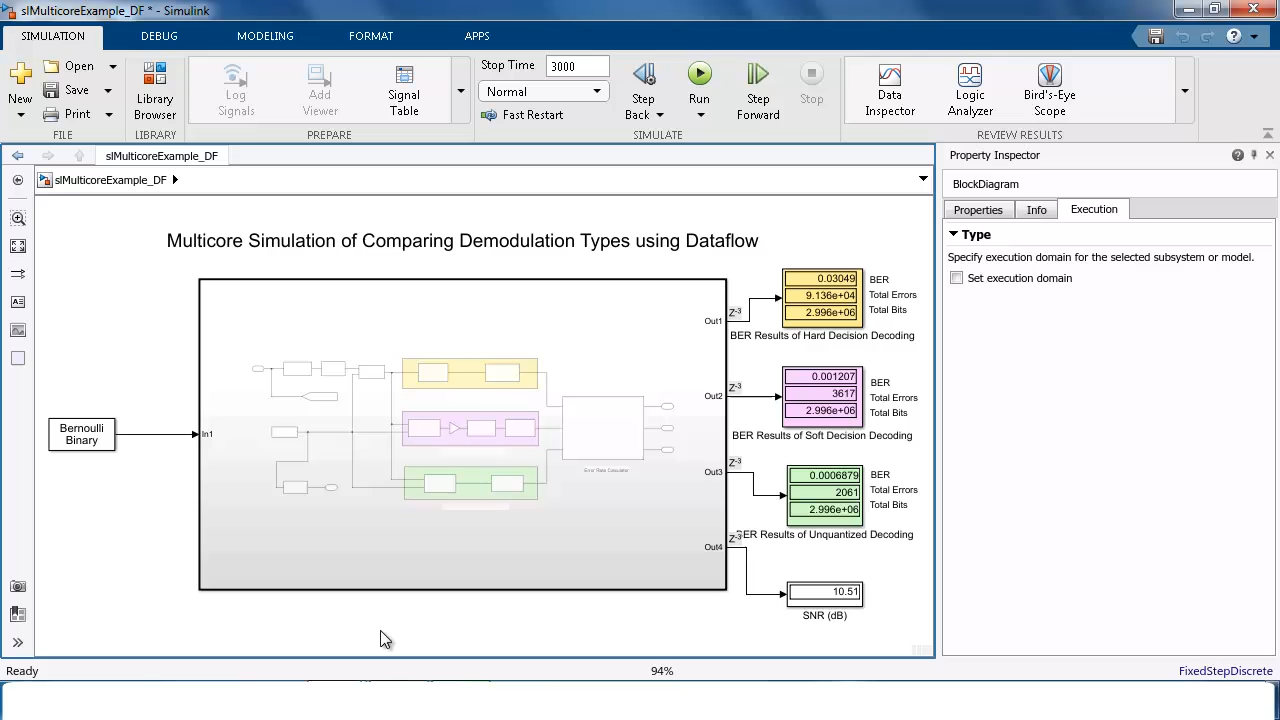 slMulticoreExample_DF * - Simulink
SIMULATION DEBUG MODELING FORMAT APPS
New
Open
Save
Print
FILE
Library Browser
LIBRARY
Log Signals
Add Viewer
Signal Table
PREPARE
Stop Time 3000
Normal
Fast Restart
Step Back
Run
Step Forward
Stop
SIMULATE
Data Inspector
Logic Analyzer
Bird's-Eye Scope
REVIEW RESULTS
slMulticoreExample_DF
slMulticoreExample_DF
Multicore Simulation of Comparing Demodulation Types using Dataflow
Bernoulli
Binary
In1
Error Rate Calculator
Out1
Z-3
0.03049 BER
9.136e+04 Total Errors
2.996e+06 Total Bits
BER Results of Hard Decision Decoding
Out2
Z-3
0.001207 BER
3617 Total Errors
2.996e+06 Total Bits
BER Results of Soft Decision Decoding
Out3
Z-3
0.0006879 BER
2061 Total Errors
2.996e+06 Total Bits
BER Results of Unquantized Decoding
Out4
Z-3
10.51
SNR (dB)
Property Inspector
BlockDiagram
Properties Info Execution
Type
Specify execution domain for the selected subsystem or model.
Set execution domain
Ready 94% FixedStepDiscrete